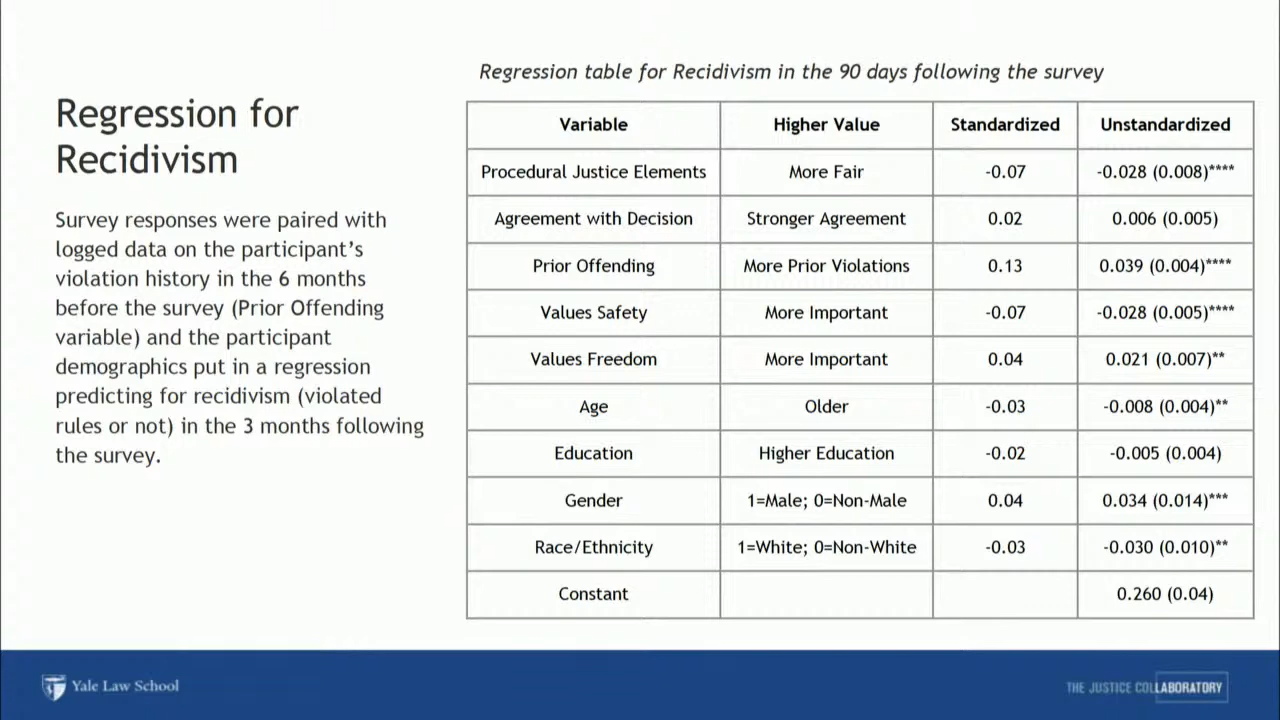 Regression for
Recidivism
Survey responses were paired with
logged data on the participant's
violation history in the 6 months
before the survey (Prior Offending
variable) and the participant
demographics put in a regression
predicting for recidivism (violated
rules or not) in the 3 months following
the survey.
Regression table for Recidivism in the 90 days following the survey
Variable Higher Value Standardized Unstandardized
Procedural Justice Elements More Fair -0.07 -0.028 (0.008)****
Agreement with Decision Stronger Agreement 0.02 0.006 (0.005)
Prior Offending More Prior Violations 0.13 0.039 (0.004)****
Values Safety More Important -0.07 -0.028 (0.005)****
Values Freedom More Important 0.04 0.021 (0.007)**
Age Older -0.03 -0.008 (0.004)**
Education Higher Education -0.02 -0.005 (0.004)
Gender 1=Male; 0=Non-Male 0.04 0.034 (0.014)***
Race/Ethnicity 1=White; 0=Non-White -0.03 -0.030 (0.010)**
Constant 0.260 (0.04)
Yale Law School
THE JUSTICE COLLABORATORY